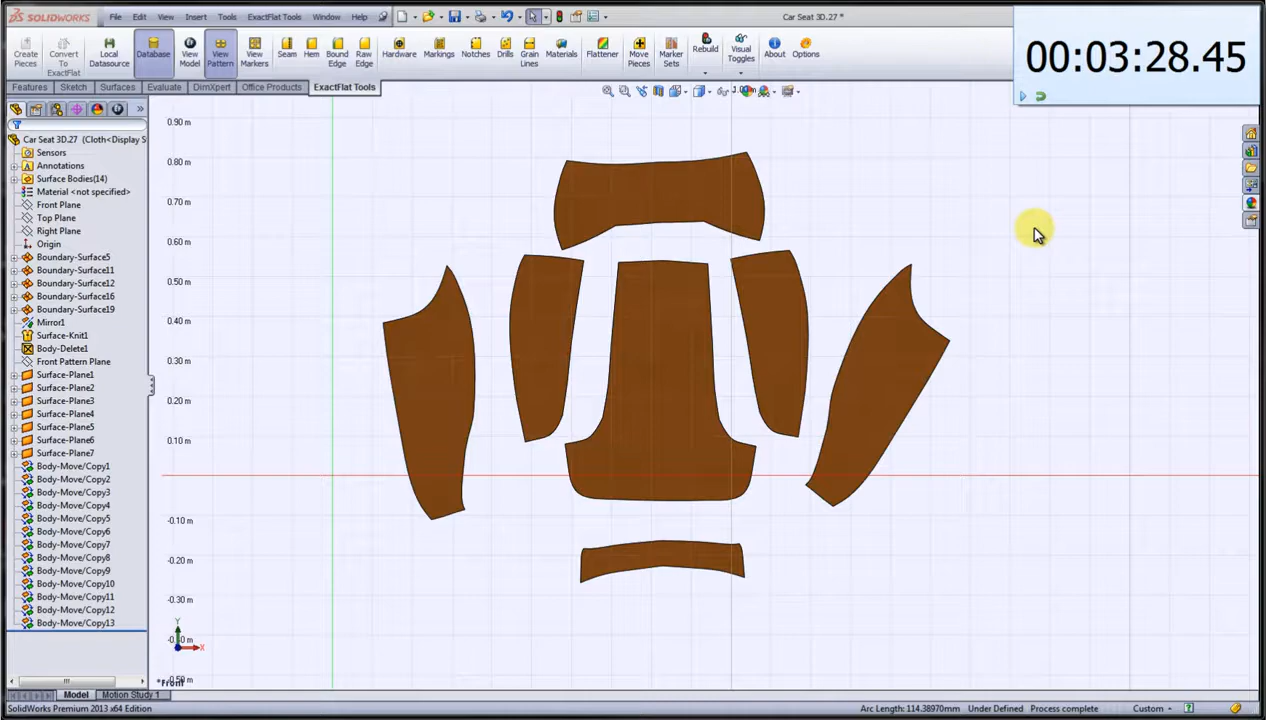 SOLIDWORKS File Edit View Insert Tools ExactFlat Tools Window Help Car Seat 3D.27 *
00:03:28.45
Create Pieces
Convert To ExactFlat
Local Datasource
Database
View Model
View Pattern
View Markers
Seam
Hem
Bound Edge
Raw Edge
Hardware
Markings
Notches
Drills
Grain Lines
Materials
Flattener
Move Pieces
Marker Sets
Rebuild
Visual Toggles
About
Options
Features Sketch Surfaces Evaluate DimXpert Office Products ExactFlat Tools
Car Seat 3D.27 (Cloth<Display S
Sensors
Annotations
Surface Bodies(14)
Material <not specified>
Front Plane
Top Plane
Right Plane
Origin
Boundary-Surface5
Boundary-Surface11
Boundary-Surface12
Boundary-Surface16
Boundary-Surface19
Mirror1
Surface-Knit1
Body-Delete1
Front Pattern Plane
Surface-Plane1
Surface-Plane2
Surface-Plane3
Surface-Plane4
Surface-Plane5
Surface-Plane6
Surface-Plane7
Body-Move/Copy1
Body-Move/Copy2
Body-Move/Copy3
Body-Move/Copy4
Body-Move/Copy5
Body-Move/Copy6
Body-Move/Copy7
Body-Move/Copy8
Body-Move/Copy9
Body-Move/Copy10
Body-Move/Copy11
Body-Move/Copy12
Body-Move/Copy13
0.90 m
0.80 m
0.70 m
0.60 m
0.50 m
0.40 m
0.30 m
0.20 m
0.10 m
-0.10 m
-0.20 m
-0.30 m
Y
X
*Front
Model Motion Study 1
SolidWorks Premium 2013 x64 Edition Arc Length: 114.38970mm Under Defined Process complete Custom